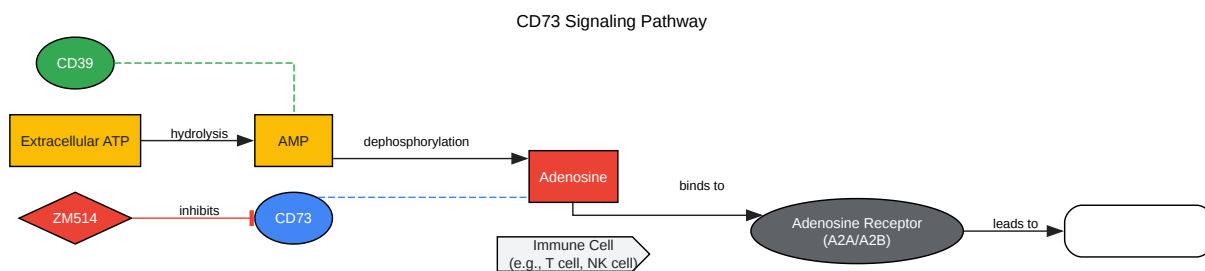 CD73 Signaling Pathway
CD39
Extracellular ATP
hydrolysis
AMP
dephosphorylation
Adenosine
ZM514
inhibits
CD73
binds to
Immune Cell
(e.g., T cell, NK cell)
Adenosine Receptor
(A2A/A2B)
leads to